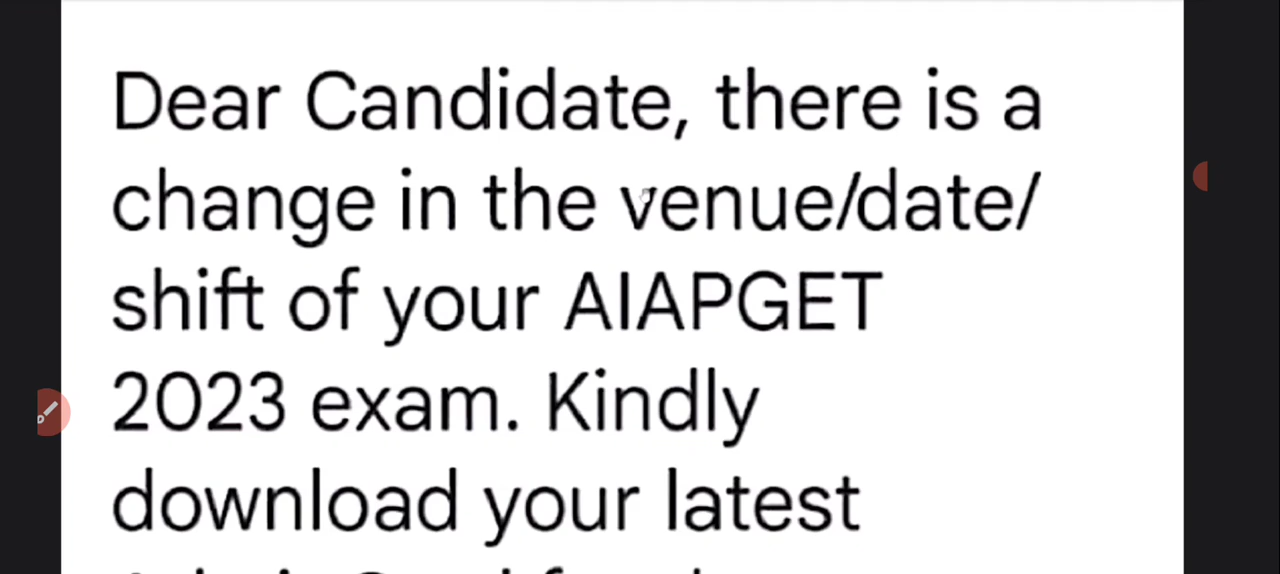 Dear Candidate, there is a
change in the venue/date/
shift of your AIAPGET
2023 exam. Kindly
download your latest